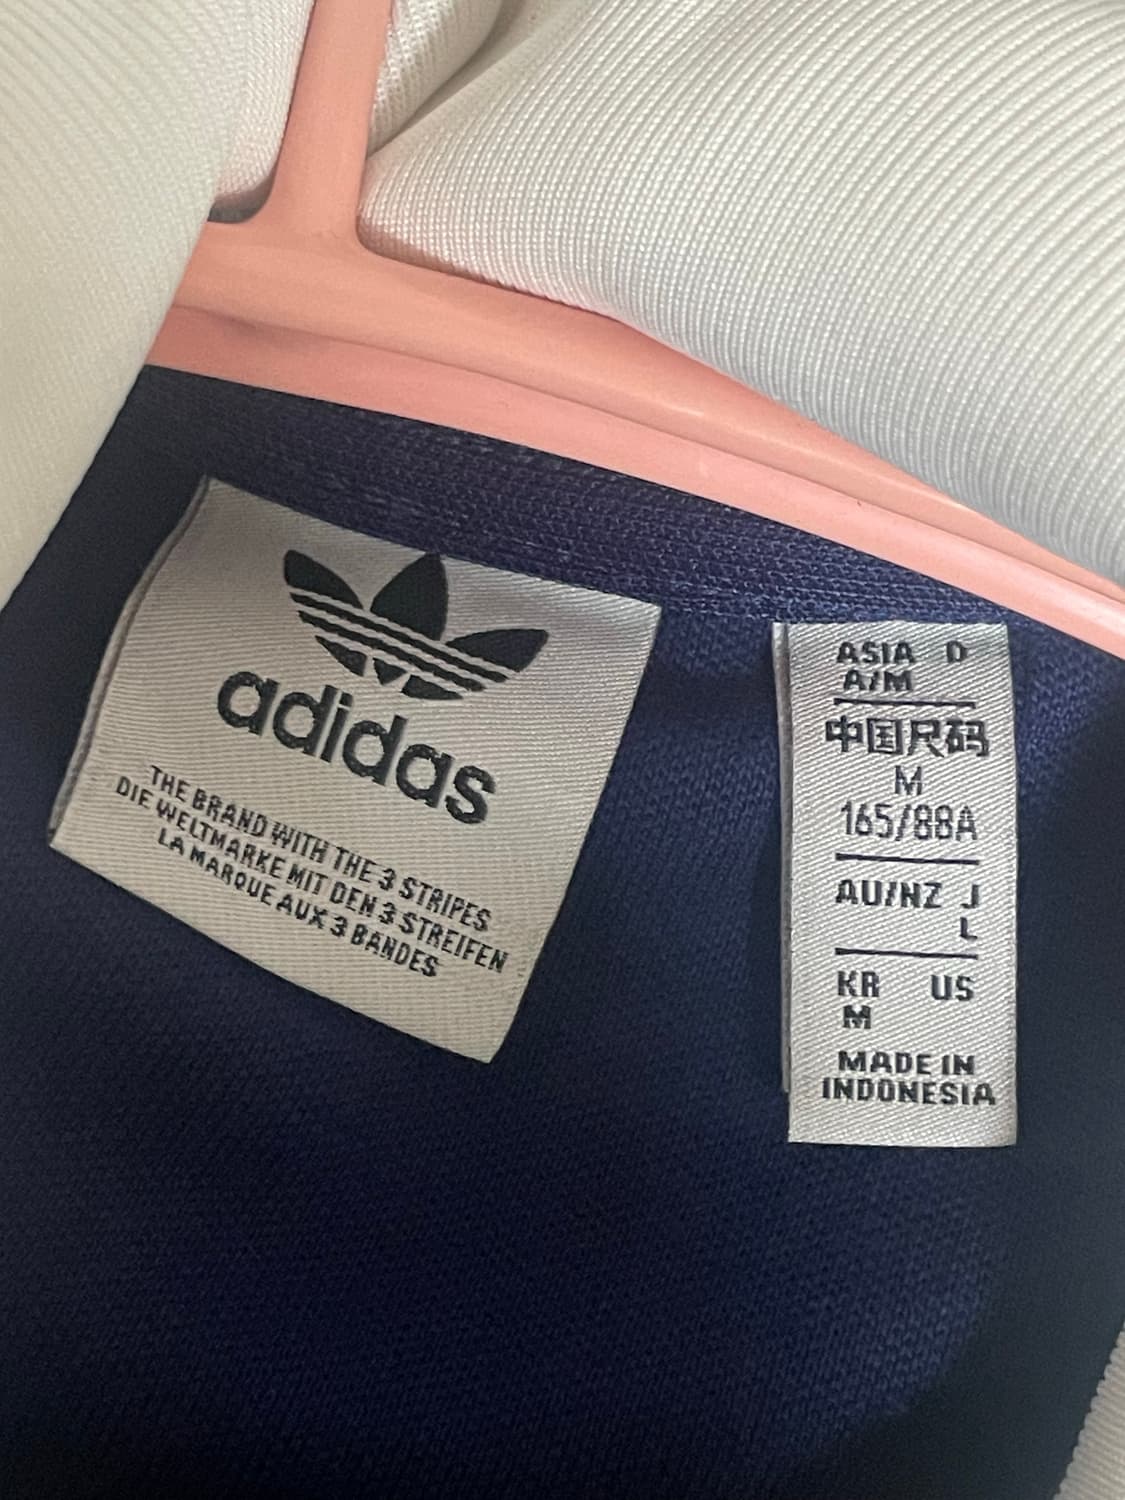 adidas
THE BRAND WITH THE 3 STRIPES
DIE WELTMARKE MIT DEN 3 STREIFEN
LA MARQUE AUX 3 BANDES
ASIA D
A/M
中国尺码
M
165/88A
AU/NZ J
L
KR US
M
MADE IN
INDONESIA